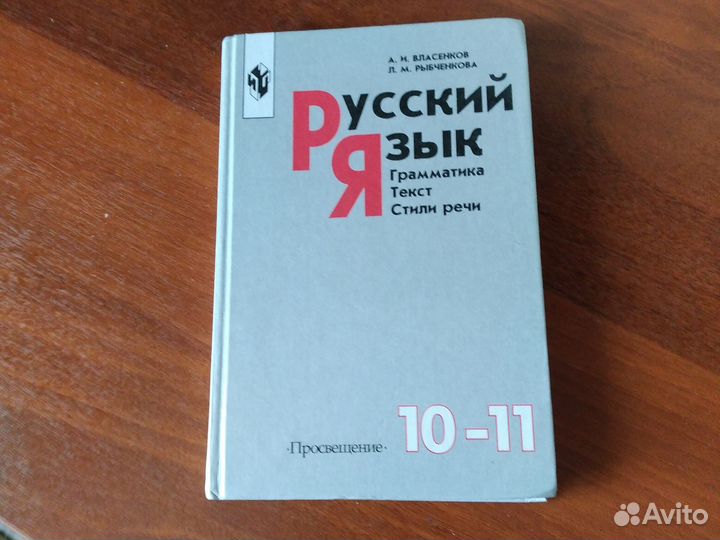 А. И. ВЛАСЕНКОВ
Л. М. РЫБЧЕНКОВА
Русский
Язык
Грамматика
Текст
Стили речи
·Просвещение·
10-11
Avito